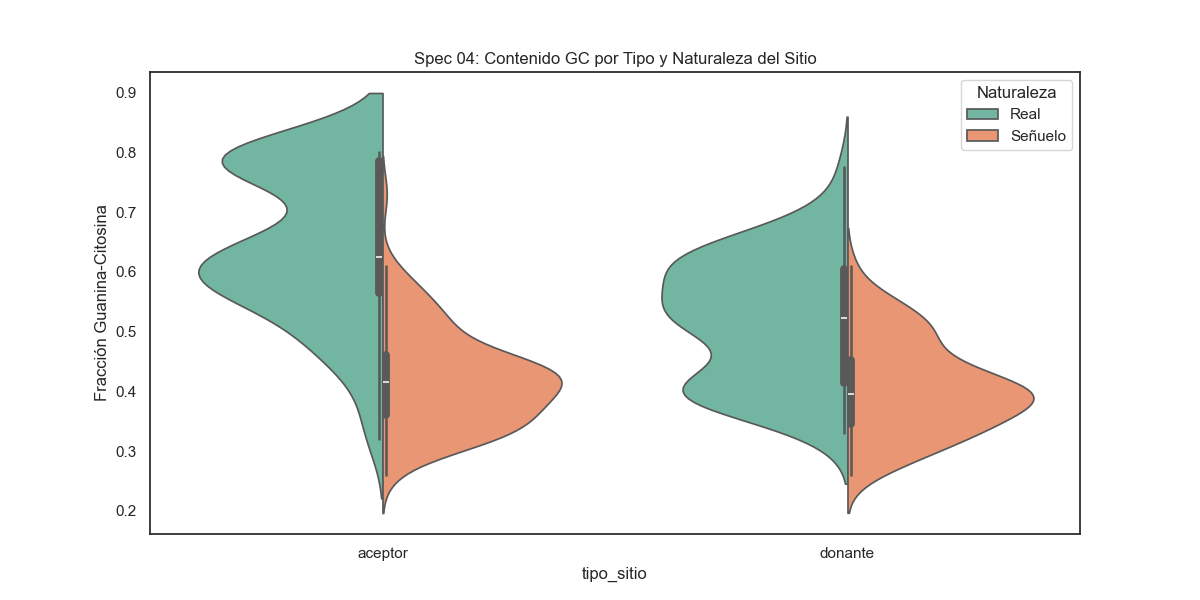 Spec 04: Contenido GC por Tipo y Naturaleza del Sitio
Naturaleza
Real
Señuelo
Fracción Guanina-Citosina
0.9
0.8
0.7
0.6
0.5
0.4
0.3
0.2
aceptor
donante
tipo_sitio